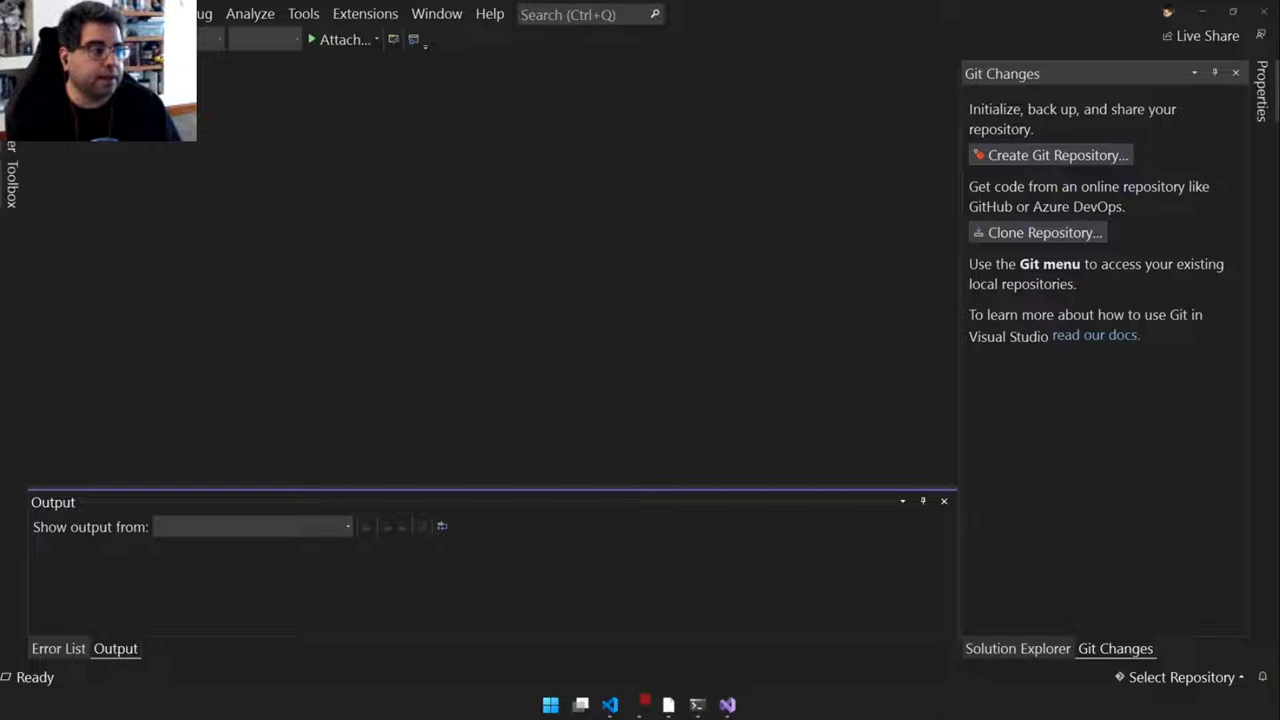 ug Analyze Tools Extensions Window Help Search (Ctrl+Q)
Attach...
Live Share
Git Changes
Properties
Initialize, back up, and share your
repository.
Create Git Repository...
er Toolbox
Get code from an online repository like
GitHub or Azure DevOps.
Clone Repository...
Use the Git menu to access your existing
local repositories.
To learn more about how to use Git in
Visual Studio read our docs.
Output
Show output from:
Error List Output
Solution Explorer Git Changes
Ready
Select Repository